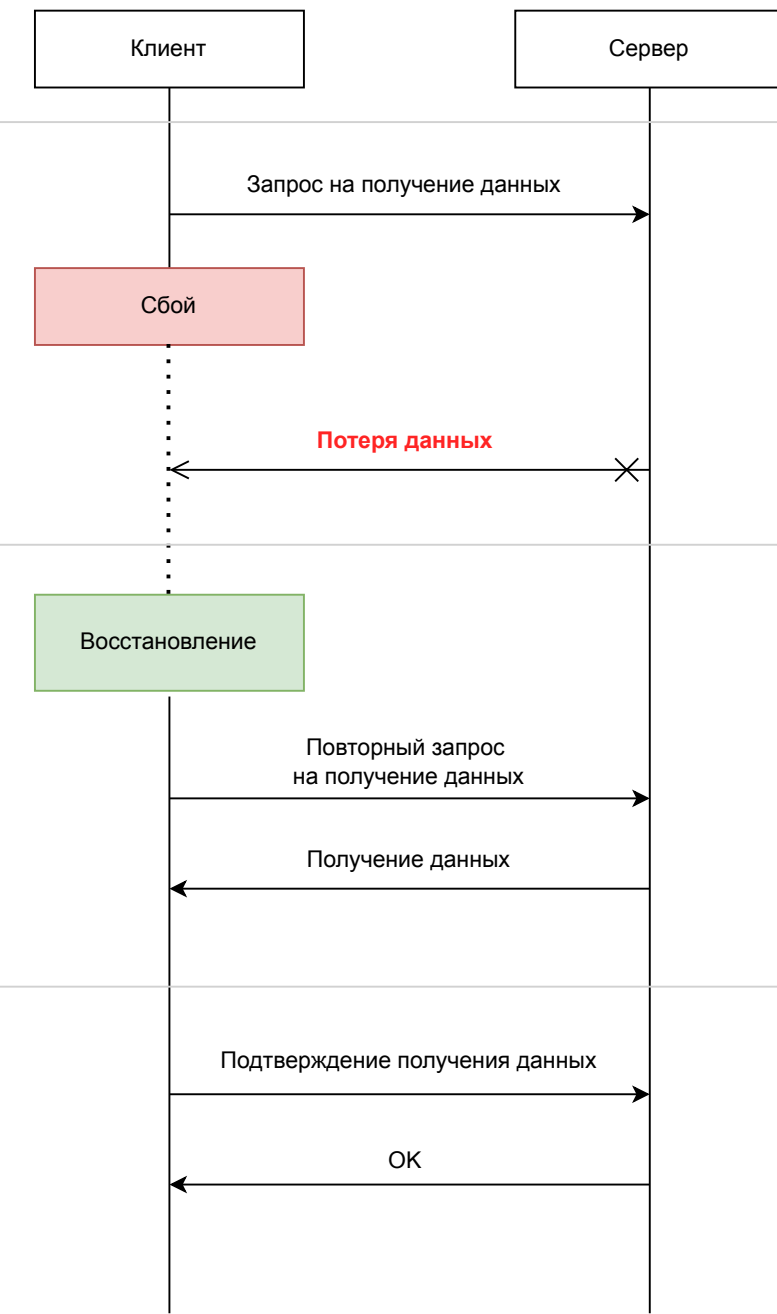 Клиент
Сервер
Запрос на получение данных
Сбой
Потеря данных
Восстановление
Повторный запрос
на получение данных
Получение данных
Подтверждение получения данных
OK